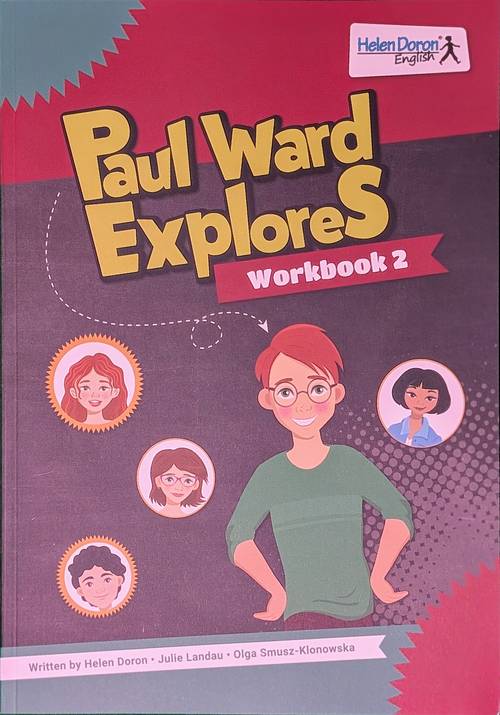 Helen Doron®
English
Paul Ward
ExploreS
Workbook 2
Written by Helen Doron • Julie Landau • Olga Smusz-Klonowska